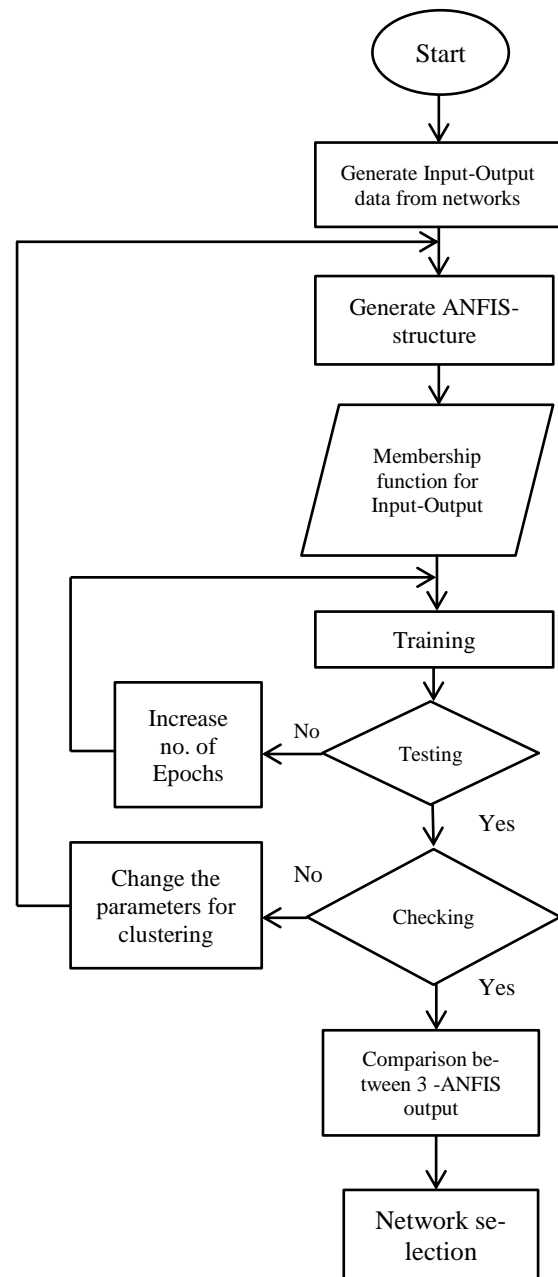 Start
Generate Input-Output
data from networks
Generate ANFIS-
structure
Membership
function for
Input-Output
Training
Increase
no. of
Epochs
No
Testing
Yes
Change the
parameters for
clustering
No
Checking
Yes
Comparison be-
tween 3 -ANFIS
output
Network se-
lection